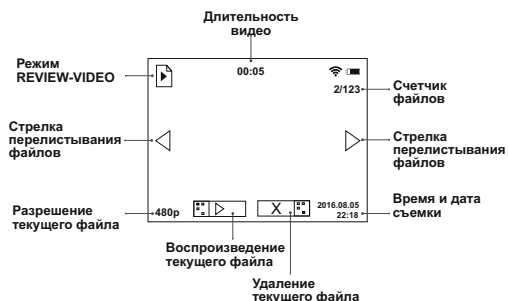 Длительность
видео
Режим
REVIEW-VIDEO
00:05
2/123
Счетчик
файлов
Стрелка
перелистывания
файлов
Стрелка
перелистывания
файлов
Разрешение
текущего файла
480p
X
2016.08.05
22:18
Время и дата
съемки
Воспроизведение
текущего файла
Удаление
текущего файла